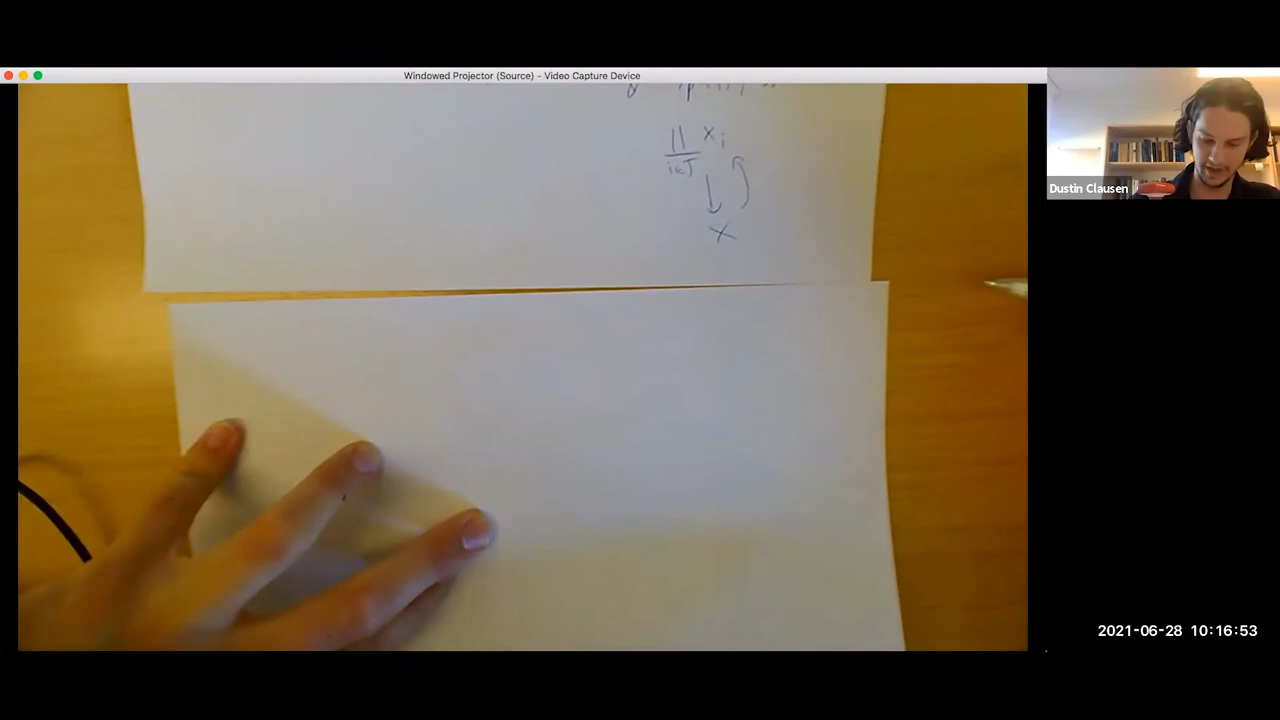 Windowed Projector (Source) - Video Capture Device
∐ Xᵢ
i∈J
↓
X
Dustin Clausen
2021-06-28 10:16:53